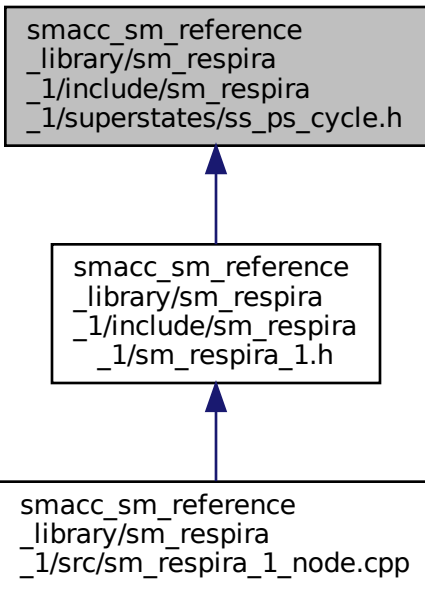 smacc_sm_reference
_library/sm_respira
_1/include/sm_respira
_1/superstates/ss_ps_cycle.h
smacc_sm_reference
_library/sm_respira
_1/include/sm_respira
_1/sm_respira_1.h
smacc_sm_reference
_library/sm_respira
_1/src/sm_respira_1_node.cpp